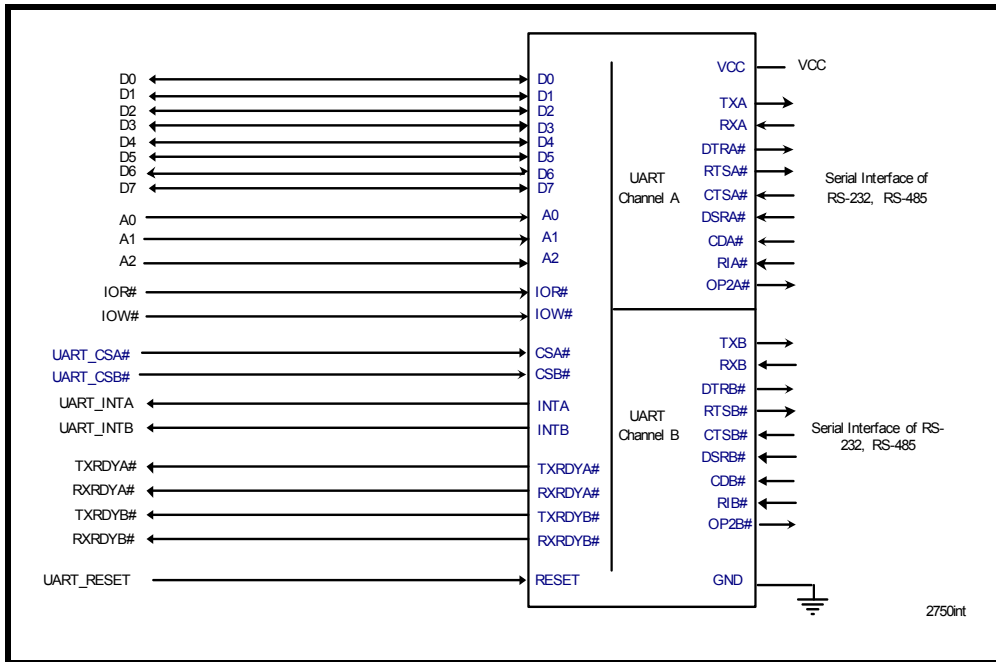 D0
D1
D2
D3
D4
D5
D6
D7
A0
A1
A2
IOR#
IOW#
UART_CSA#
UART_CSB#
UART_INTA
UART_INTB
TXRDYA#
RXRDYA#
TXRDYB#
RXRDYB#
UART_RESET
D0
D1
D2
D3
D4
D5
D6
D7
A0
A1
A2
IOR#
IOW#
CSA#
CSB#
INTA
INTB
TXRDYA#
RXRDYA#
TXRDYB#
RXRDYB#
RESET
UART
Channel A
UART
Channel B
VCC
TXA
RXA
DTRA#
RTSA#
CTSA#
DSRA#
CDA#
RIA#
OP2A#
TXB
RXB
DTRB#
RTSB#
CTSB#
DSRB#
CDB#
RIB#
OP2B#
GND
VCC
Serial Interface of
RS-232, RS-485
Serial Interface of RS-
232, RS-485
2750int